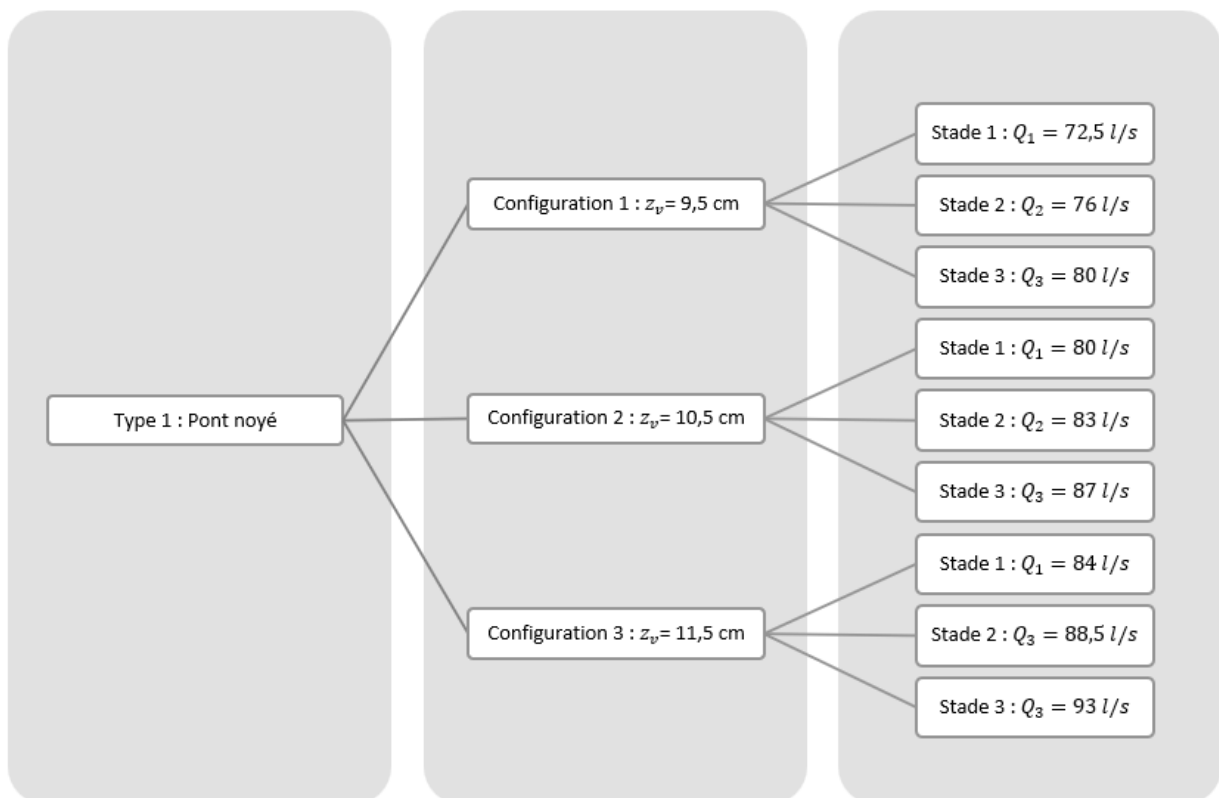 Type 1 : Pont noyé
Configuration 1 : z_v= 9,5 cm
Stade 1 : Q_1 = 72,5 l/s
Stade 2 : Q_2 = 76 l/s
Stade 3 : Q_3 = 80 l/s
Configuration 2 : z_v= 10,5 cm
Stade 1 : Q_1 = 80 l/s
Stade 2 : Q_2 = 83 l/s
Stade 3 : Q_3 = 87 l/s
Configuration 3 : z_v= 11,5 cm
Stade 1 : Q_1 = 84 l/s
Stade 2 : Q_3 = 88,5 l/s
Stade 3 : Q_3 = 93 l/s